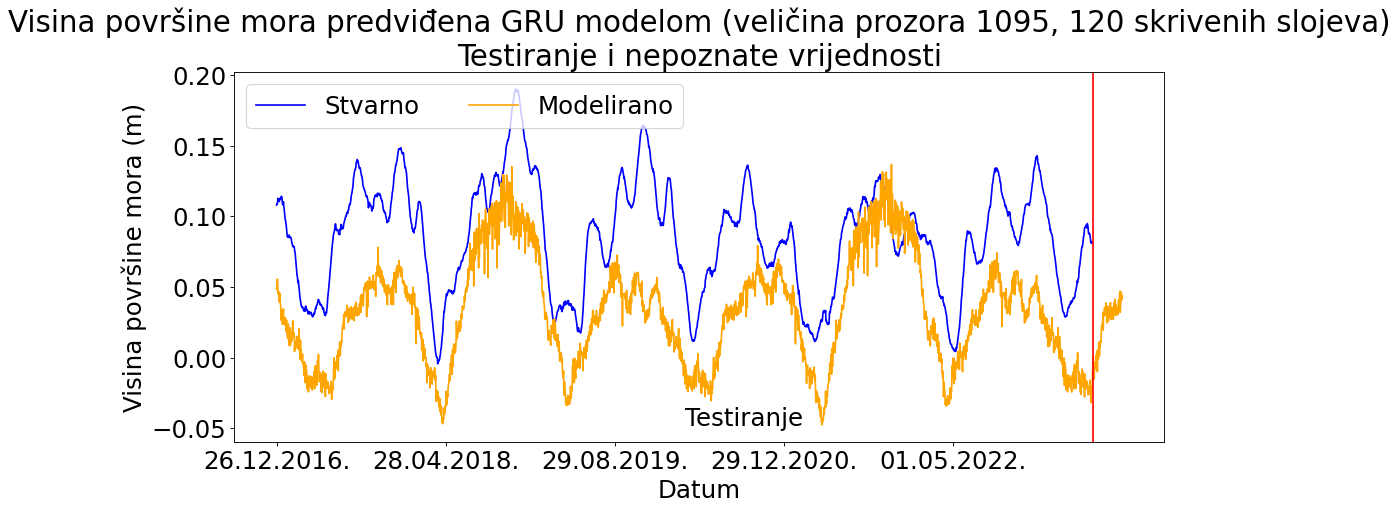 Visina površine mora predviđena GRU modelom (veličina prozora 1095, 120 skrivenih slojeva)
Testiranje i nepoznate vrijednosti
Stvarno Modelirano
Visina površine mora (m)
0.20
0.15
0.10
0.05
0.00
−0.05
Testiranje
26.12.2016. 28.04.2018. 29.08.2019. 29.12.2020. 01.05.2022.
Datum